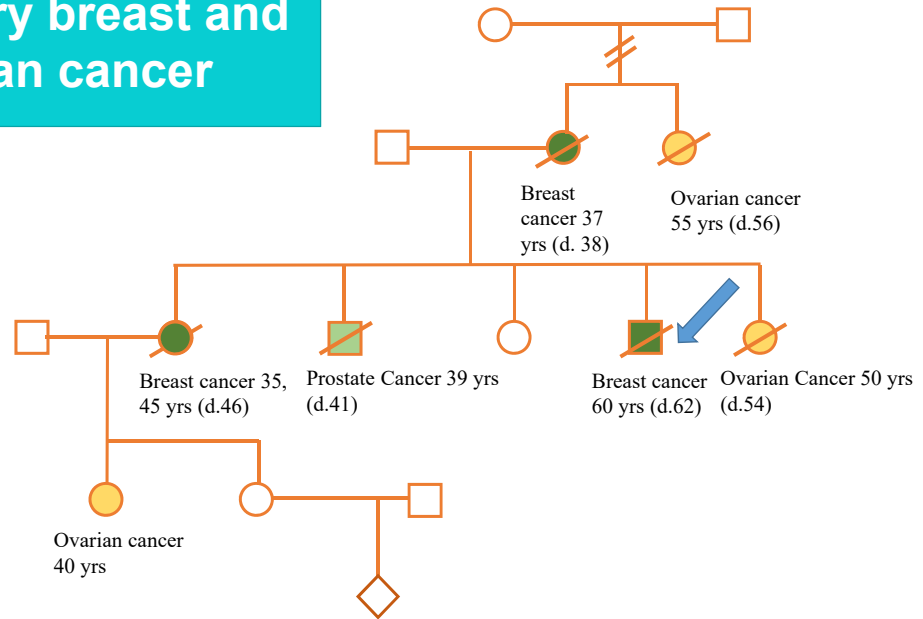 ry breast and
an cancer
Breast
cancer 37
yrs (d. 38)
Ovarian cancer
55 yrs (d.56)
Breast cancer 35,
45 yrs (d.46)
Prostate Cancer 39 yrs
(d.41)
Breast cancer
60 yrs (d.62)
Ovarian Cancer 50 yrs
(d.54)
Ovarian cancer
40 yrs